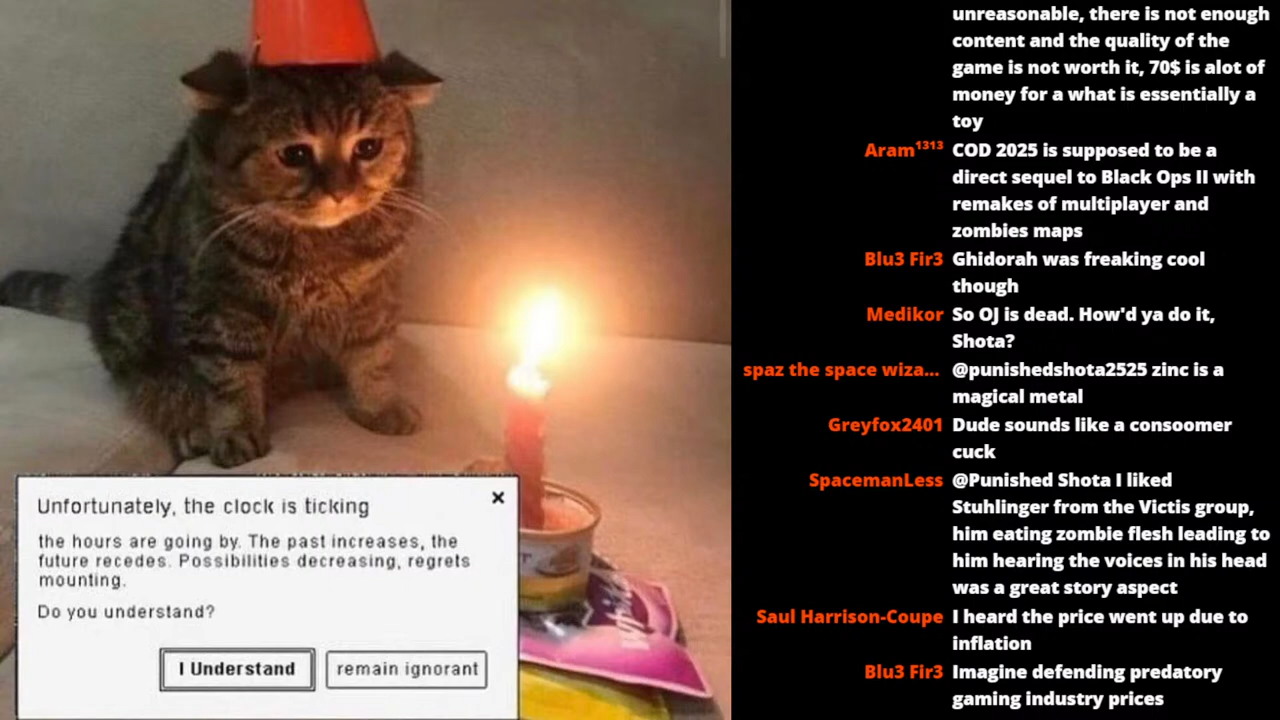 Unfortunately, the clock is ticking
the hours are going by. The past increases, the
future recedes. Possibilities decreasing, regrets
mounting.
Do you understand?
I Understand
remain ignorant
unreasonable, there is not enough
content and the quality of the
game is not worth it, 70$ is alot of
money for a what is essentially a
toy
Aram¹³¹³ COD 2025 is supposed to be a
direct sequel to Black Ops II with
remakes of multiplayer and
zombies maps
Blu3 Fir3 Ghidorah was freaking cool
though
Medikor So OJ is dead. How'd ya do it,
Shota?
spaz the space wiza... @punishedshota2525 zinc is a
magical metal
Greyfox2401 Dude sounds like a consoomer
cuck
SpacemanLess @Punished Shota I liked
Stuhlinger from the Victis group,
him eating zombie flesh leading to
him hearing the voices in his head
was a great story aspect
Saul Harrison-Coupe I heard the price went up due to
inflation
Blu3 Fir3 Imagine defending predatory
gaming industry prices